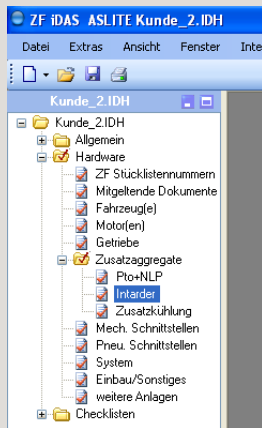 ZF iDAS ASLITE Kunde_2.IDH
Datei Extras Ansicht Fenster Inte
Kunde_2.IDH
Kunde_2.IDH
Allgemein
Hardware
ZF Stücklistennummern
Mitgeltende Dokumente
Fahrzeug(e)
Motor(en)
Getriebe
Zusatzaggregate
Pto+NLP
Intarder
Zusatzkühlung
Mech. Schnittstellen
Pneu. Schnittstellen
System
Einbau/Sonstiges
weitere Anlagen
Checklisten